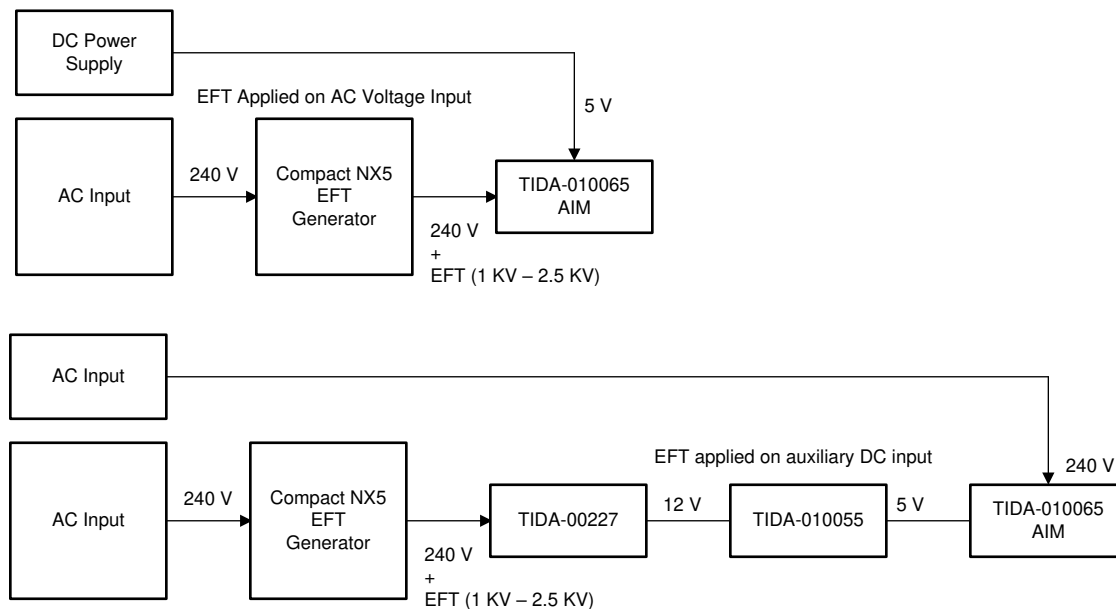 DC Power
Supply
EFT Applied on AC Voltage Input
5 V
AC Input
240 V
Compact NX5
EFT
Generator
TIDA-010065
AIM
240 V
+
EFT (1 KV – 2.5 KV)
AC Input
EFT applied on auxiliary DC input
240 V
AC Input
240 V
Compact NX5
EFT
Generator
TIDA-00227
12 V
TIDA-010055
5 V
TIDA-010065
AIM
240 V
+
EFT (1 KV – 2.5 KV)